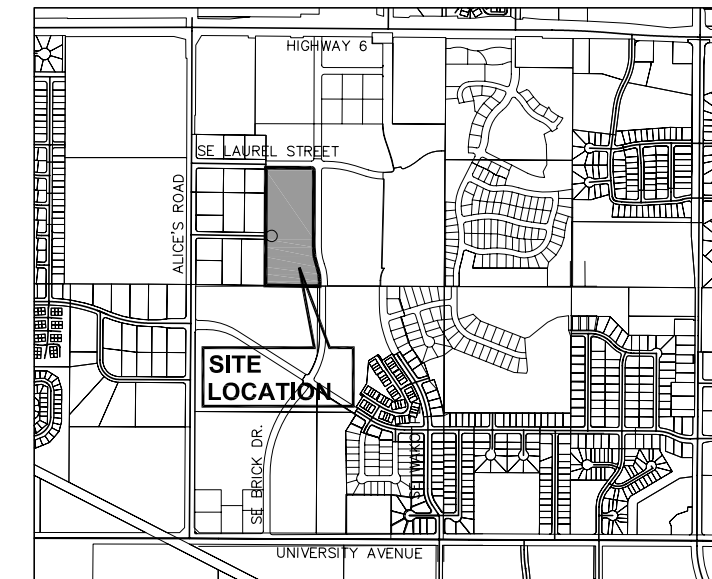 HIGHWAY 6
SE LAUREL STREET
ALICE'S ROAD
SITE
LOCATION
SE BRICK DR.
UNIVERSITY AVENUE